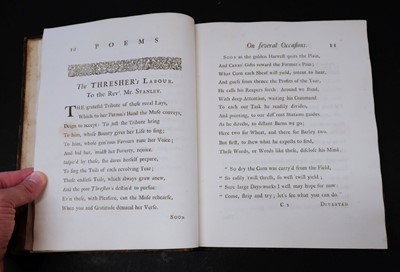 10 POEMS
The THRESHER's LABOUR.
To the Revᵈ Mr. STANLEY.
THE grateful Tribute of these rural Lays,
Which to her Patron's Hand the Muse conveys,
Deign to accept: 'Tis just She Tribute bring
To him, whose Bounty gives her Life to sing;
To him, whose generous Favours tune her Voice;
And bid her, 'midst her Poverty, rejoice.
Inspir'd by these, she dares herself prepare,
To sing the Toils of each revolving Year;
Those endless Toils, which always grow anew,
And the poor Thresher's destin'd to pursue:
Ev'n these, with Pleasure, can the Muse rehearse,
When you and Gratitude demand her Verse.
SOON
On several Occasions. 11
SOON as the golden Harvest quits the Plain,
And CERES' Gifts reward the Farmer's Pain;
What Corn each Sheaf will yield, intent to hear,
And guess from thence the Profits of the Year,
He calls his Reapers forth: Around we stand,
With deep Attention, waiting his Command.
To each our Task he readily divides,
And pointing, to our diff'rent Stations guides.
As he directs, to distant Barns we go;
Here two for Wheat, and there for Barley two.
But first, to shew what he expects to find,
These Words, or Words like these, disclose his Mind:
"So dry the Corn was carried from the Field,
"So easily 'twill thresh, so well 'twill yield;
"Sure large Days-works I well may hope for now:
"Come, strip and try; let's see what you can do."
C 2 DIVESTED